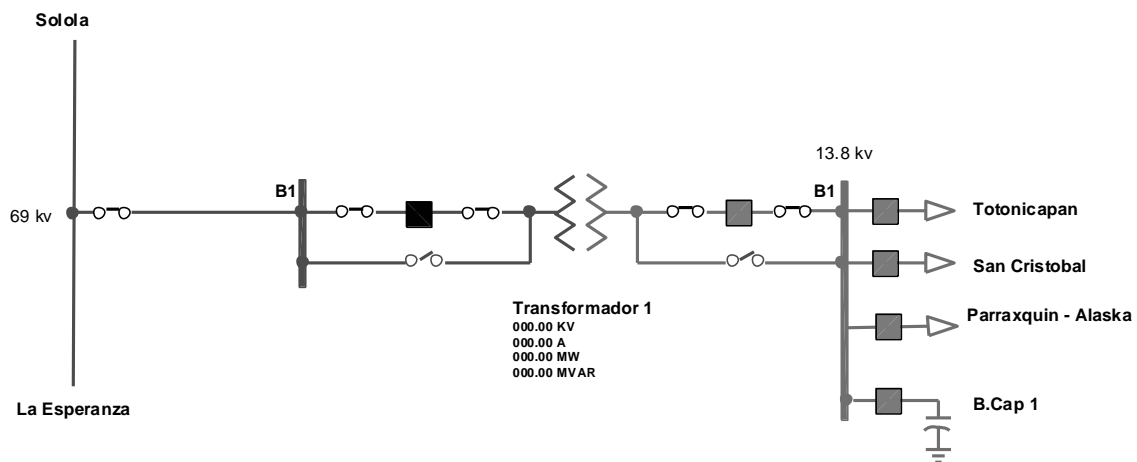 Solola
13.8 kv
B1
B1
69 kv
Totonicapan
San Cristobal
Transformador 1
000.00 KV
000.00 A
000.00 MW
000.00 MVAR
Parraxquin - Alaska
La Esperanza
B.Cap 1